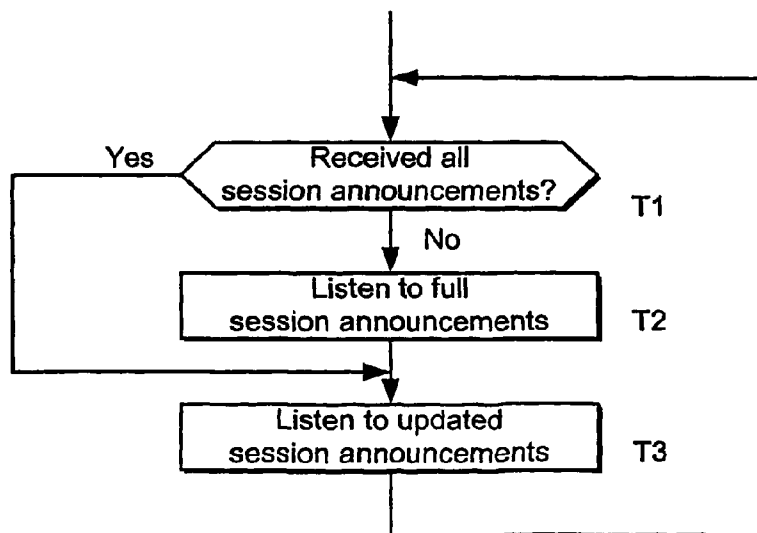 Yes
Received all
session announcements?
T1
No
Listen to full
session announcements
T2
Listen to updated
session announcements
T3